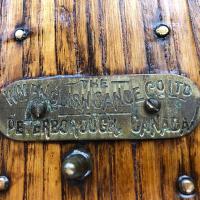 THE
CANOE CO LTD
PETERBOROUGH, CANADA